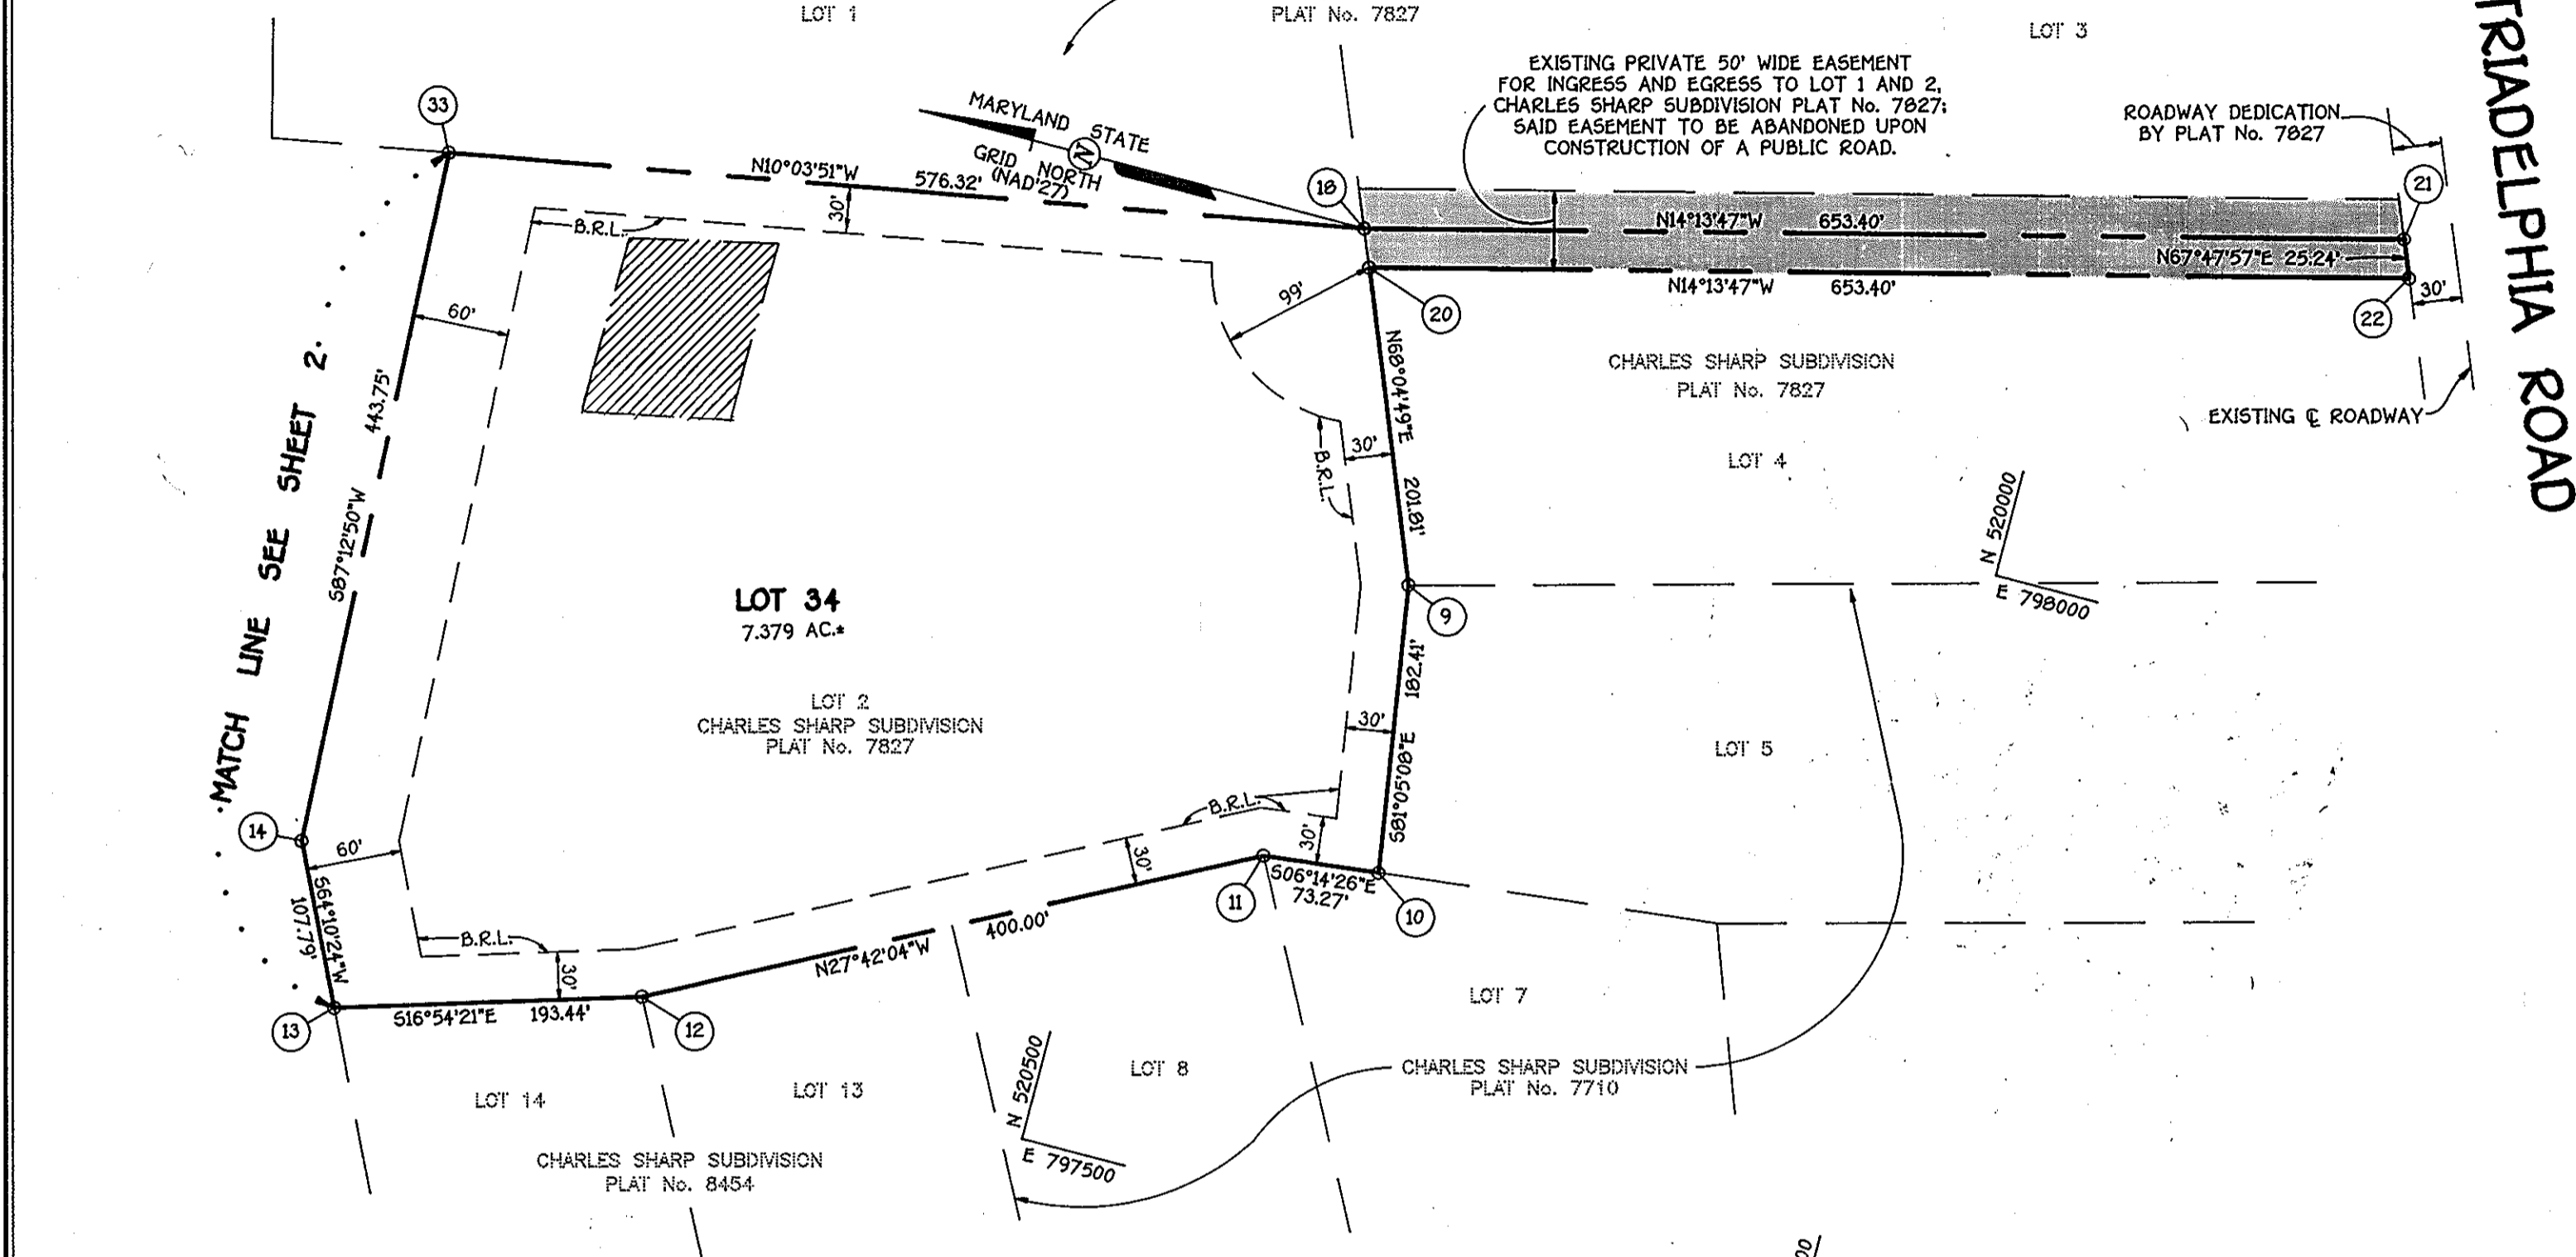 LOT 1
PLAT No. 7827
LOT 3
TRIADELPHIA ROAD
EXISTING PRIVATE 50' WIDE EASEMENT
FOR INGRESS AND EGRESS TO LOT 1 AND 2,
CHARLES SHARP SUBDIVISION PLAT No. 7827;
SAID EASEMENT TO BE ABANDONED UPON
CONSTRUCTION OF A PUBLIC ROAD.
ROADWAY DEDICATION
BY PLAT No. 7827
33
MARYLAND STATE
N
GRID NORTH
(NAD'27)
N10°03'51"W 576.32'
30'
B.R.L.
18
21
N14°13'47"W 653.40'
N67°47'57"E 25.24'
N14°13'47"W 653.40'
30'
20
22
99'
60'
CHARLES SHARP SUBDIVISION
PLAT No. 7827
EXISTING ℄ ROADWAY
N68°04'49"E 201.81'
30'
B.R.L.
LOT 4
N 520000
E 798000
MATCH LINE SEE SHEET 2
443.75'
S87°12'50"W
LOT 34
7.379 AC.±
9
LOT 2
CHARLES SHARP SUBDIVISION
PLAT No. 7827
182.41'
S81°05'08"E
30'
LOT 5
B.R.L.
30'
14
60'
30'
S64°10'24"W
107.79'
S06°14'26"E
73.27'
11
10
400.00'
N27°42'04"W
B.R.L.
30'
S16°54'21"E 193.44'
13
12
LOT 7
LOT 8
LOT 13
LOT 14
CHARLES SHARP SUBDIVISION
PLAT No. 7710
N 520500
E 797500
CHARLES SHARP SUBDIVISION
PLAT No. 8454